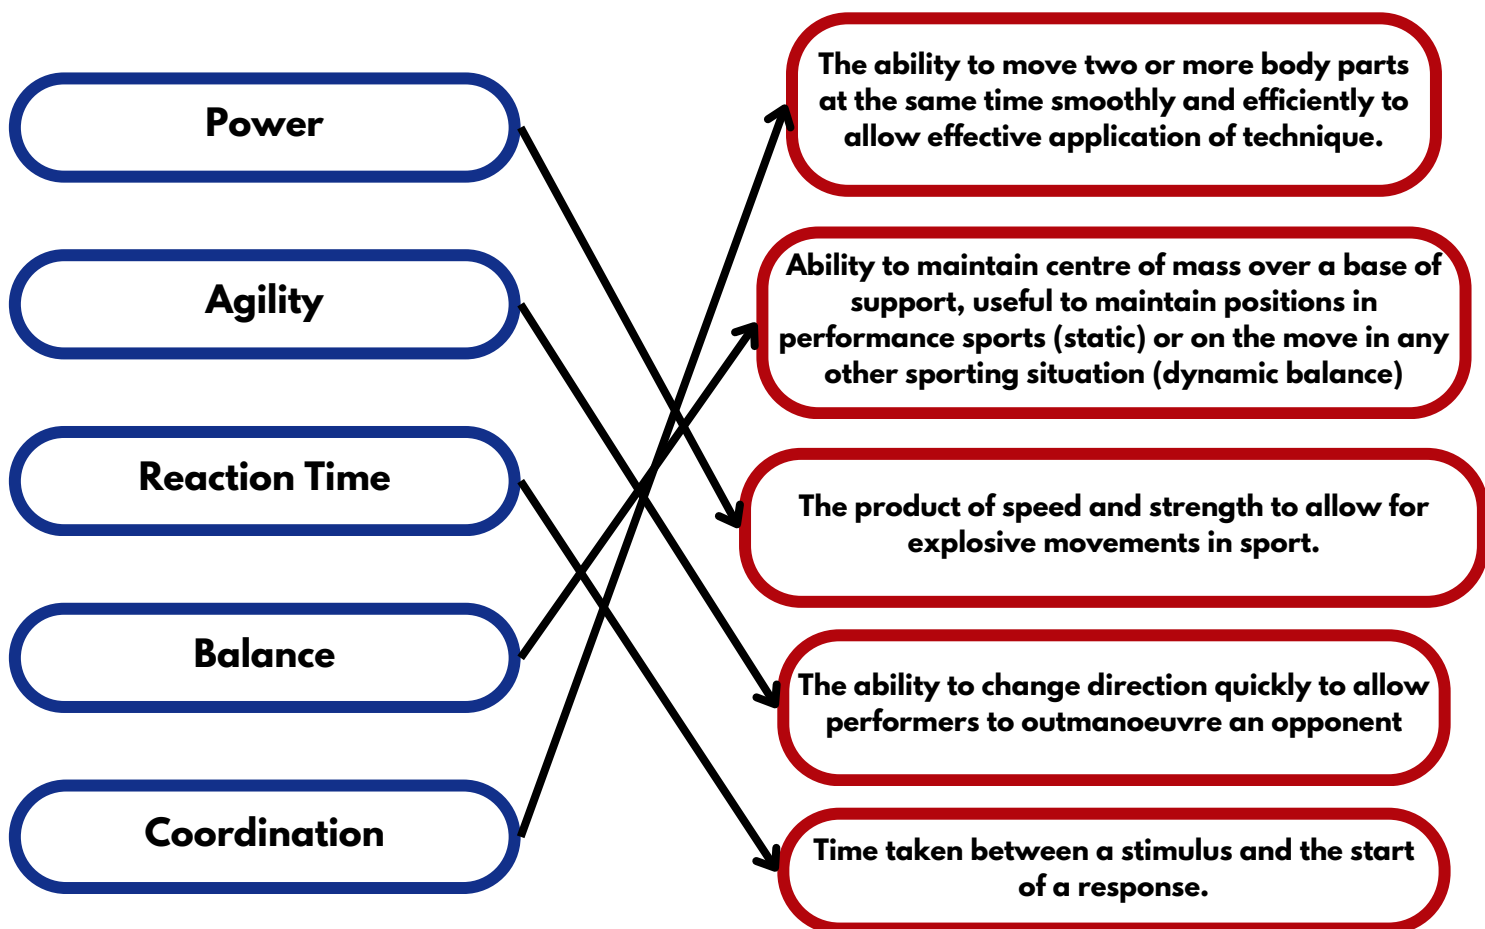 Power
Agility
Reaction Time
Balance
Coordination
The ability to move two or more body parts
at the same time smoothly and efficiently to
allow effective application of technique.
Ability to maintain centre of mass over a base of
support, useful to maintain positions in
performance sports (static) or on the move in any
other sporting situation (dynamic balance)
The product of speed and strength to allow for
explosive movements in sport.
The ability to change direction quickly to allow
performers to outmanoeuvre an opponent
Time taken between a stimulus and the start
of a response.